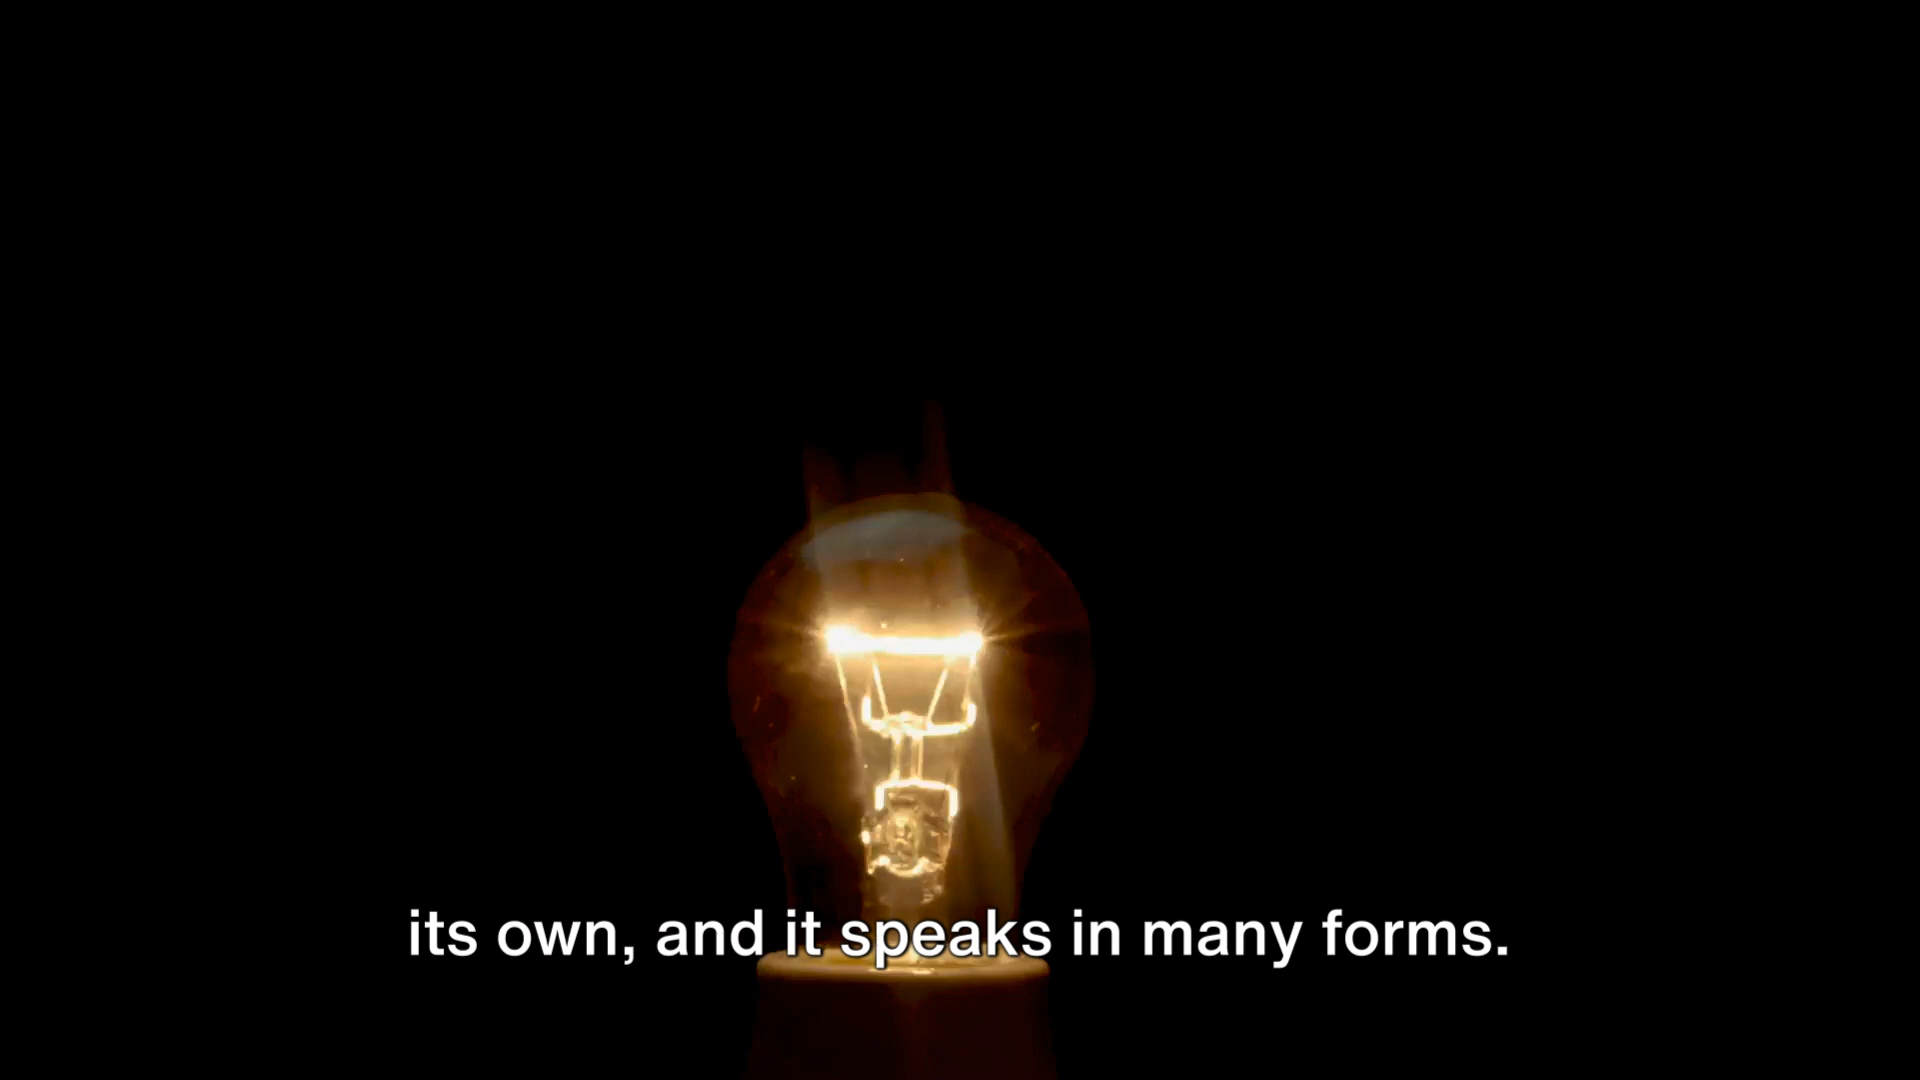 its own, and it speaks in many forms.